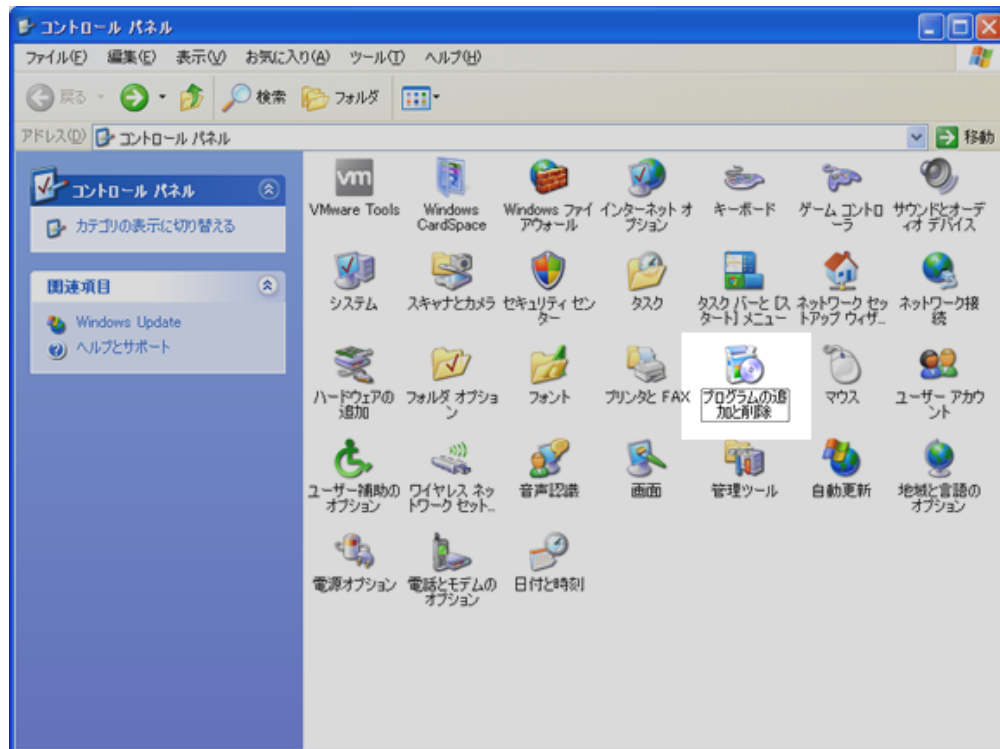 コントロール パネル
ファイル(F) 編集(E) 表示(V) お気に入り(A) ツール(T) ヘルプ(H)
戻る 検索 フォルダ
アドレス(D) コントロール パネル 移動
コントロール パネル
カテゴリの表示に切り替える
関連項目
Windows Update
ヘルプとサポート
vm
VMware Tools
Windows
CardSpace
Windows ファイ
アウォール
インターネット オ
プション
キーボード
ゲーム コントロ
ーラ
サウンドとオーデ
ィオ デバイス
システム
スキャナとカメラ
セキュリティ セン
ター
タスク
タスク バーと [ス
タート] メニュー
ネットワーク セッ
トアップ ウィザ...
ネットワーク接
続
ハードウェアの
追加
フォルダ オプショ
ン
フォント
プリンタと FAX
プログラムの追
加と削除
マウス
ユーザー アカウ
ント
ユーザー補助の
オプション
ワイヤレス ネッ
トワーク セット...
音声認識
画面
管理ツール
自動更新
地域と言語の
オプション
電源オプション
電話とモデムの
オプション
日付と時刻